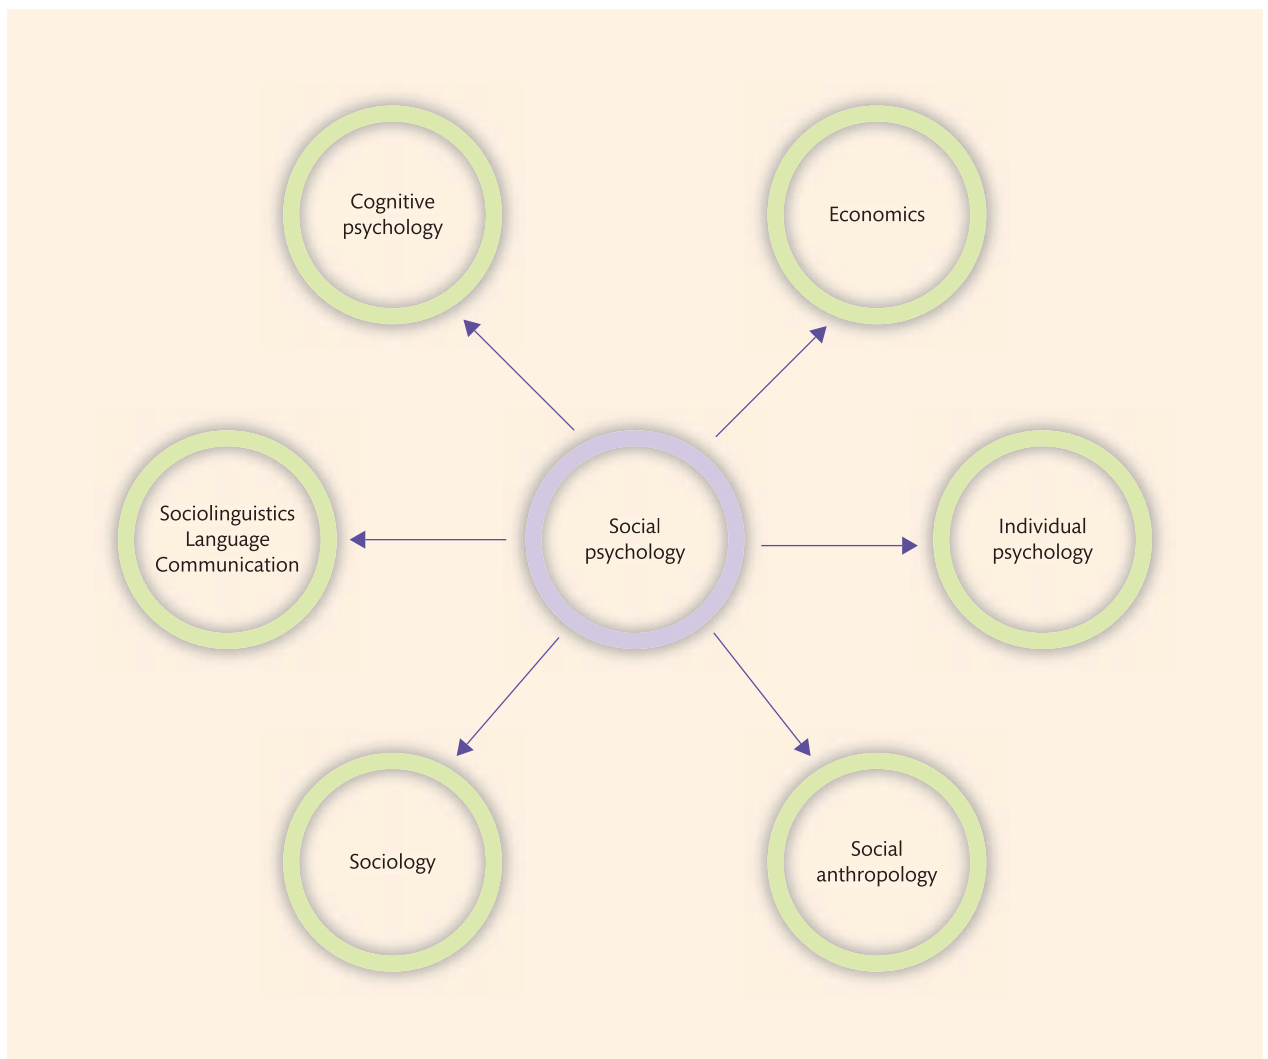 Cognitive
psychology
Economics
Sociolinguistics
Language
Communication
Social
psychology
Individual
psychology
Sociology
Social
anthropology